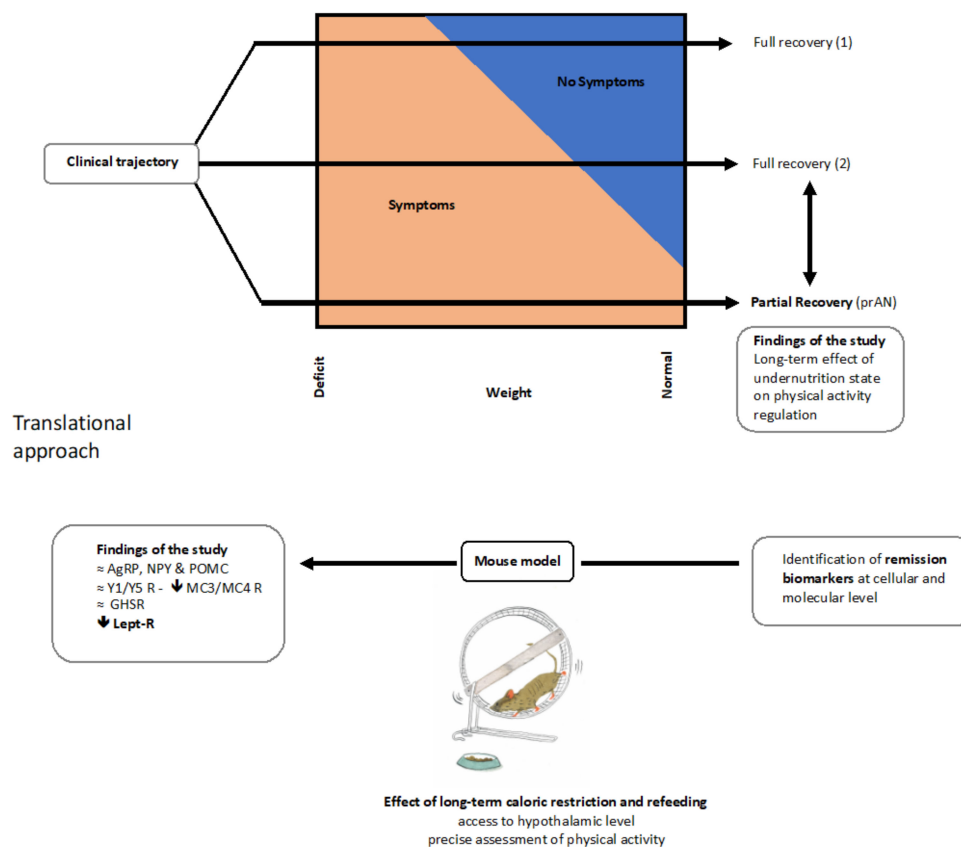 Full recovery (1)
No Symptoms
Clinical trajectory
Full recovery (2)
Symptoms
Partial Recovery (prAN)
Findings of the study
Long-term effect of
undernutrition state
on physical activity
regulation
Deficit
Weight
Normal
Translational
approach
Findings of the study
≈ AgRP, NPY & POMC
≈ Y1/Y5 R - 🡻 MC3/MC4 R
≈ GHSR
🡻 Lept-R
Mouse model
Identification of remission
biomarkers at cellular and
molecular level
Effect of long-term caloric restriction and refeeding
access to hypothalamic level
precise assessment of physical activity